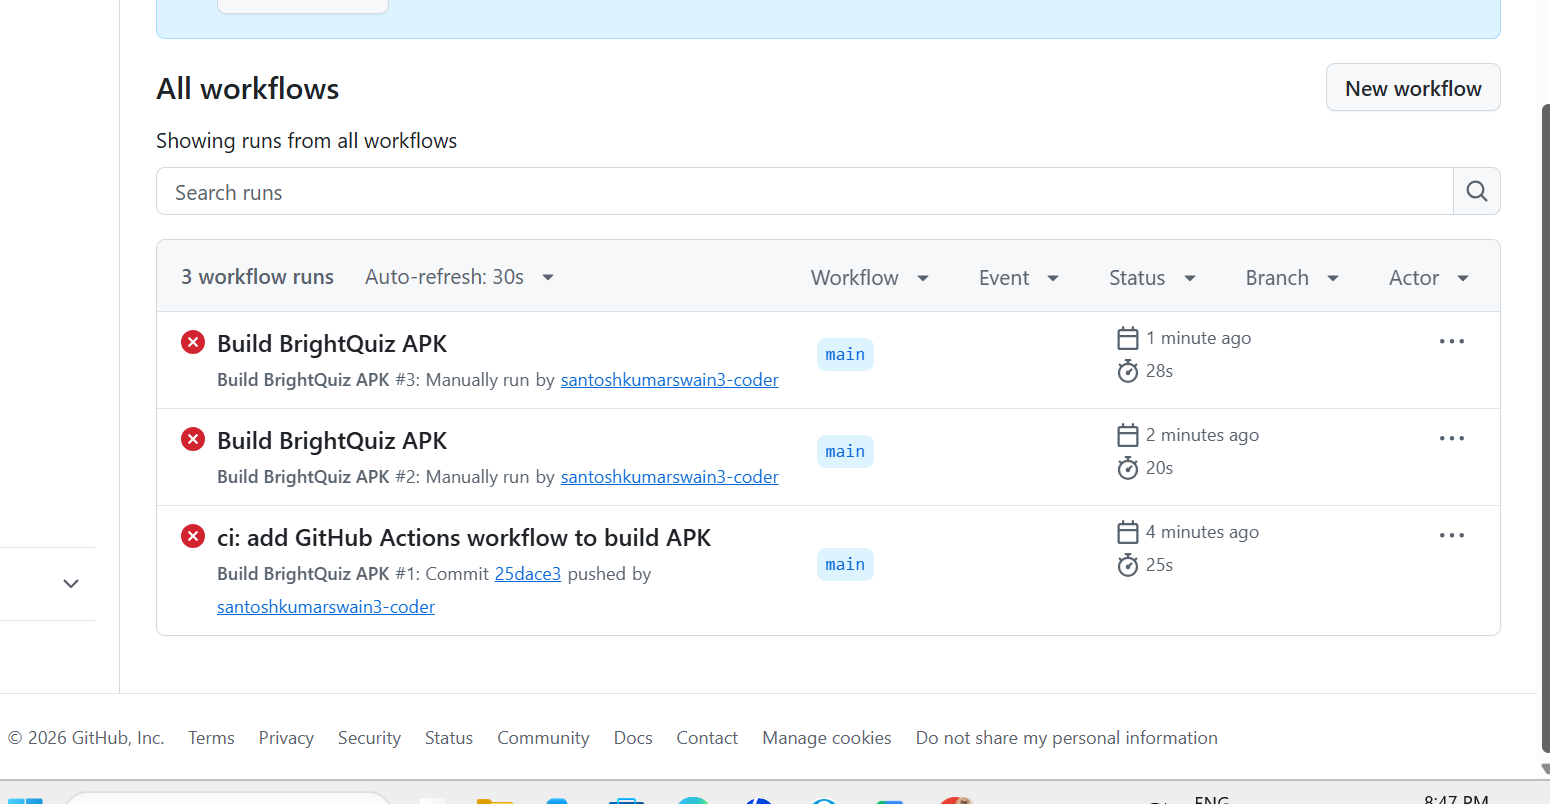 All workflows
New workflow
Showing runs from all workflows
Search runs
3 workflow runs Auto-refresh: 30s Workflow Event Status Branch Actor
Build BrightQuiz APK main 1 minute ago
Build BrightQuiz APK #3: Manually run by santoshkumarswain3-coder 28s
Build BrightQuiz APK main 2 minutes ago
Build BrightQuiz APK #2: Manually run by santoshkumarswain3-coder 20s
ci: add GitHub Actions workflow to build APK main 4 minutes ago
Build BrightQuiz APK #1: Commit 25dace3 pushed by 25s
santoshkumarswain3-coder
© 2026 GitHub, Inc. Terms Privacy Security Status Community Docs Contact Manage cookies Do not share my personal information
ENG 8:47 PM